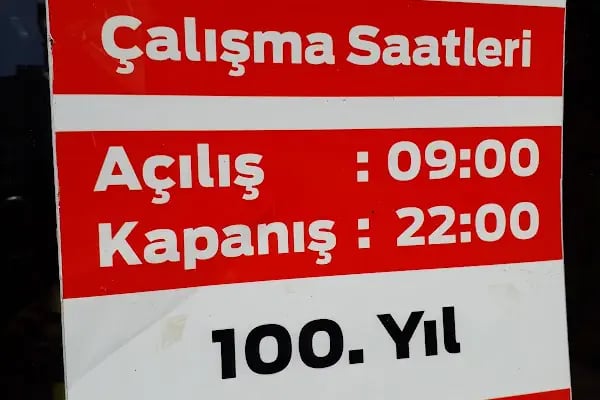 Çalışma Saatleri
Açılış : 09:00
Kapanış : 22:00
100. Yıl